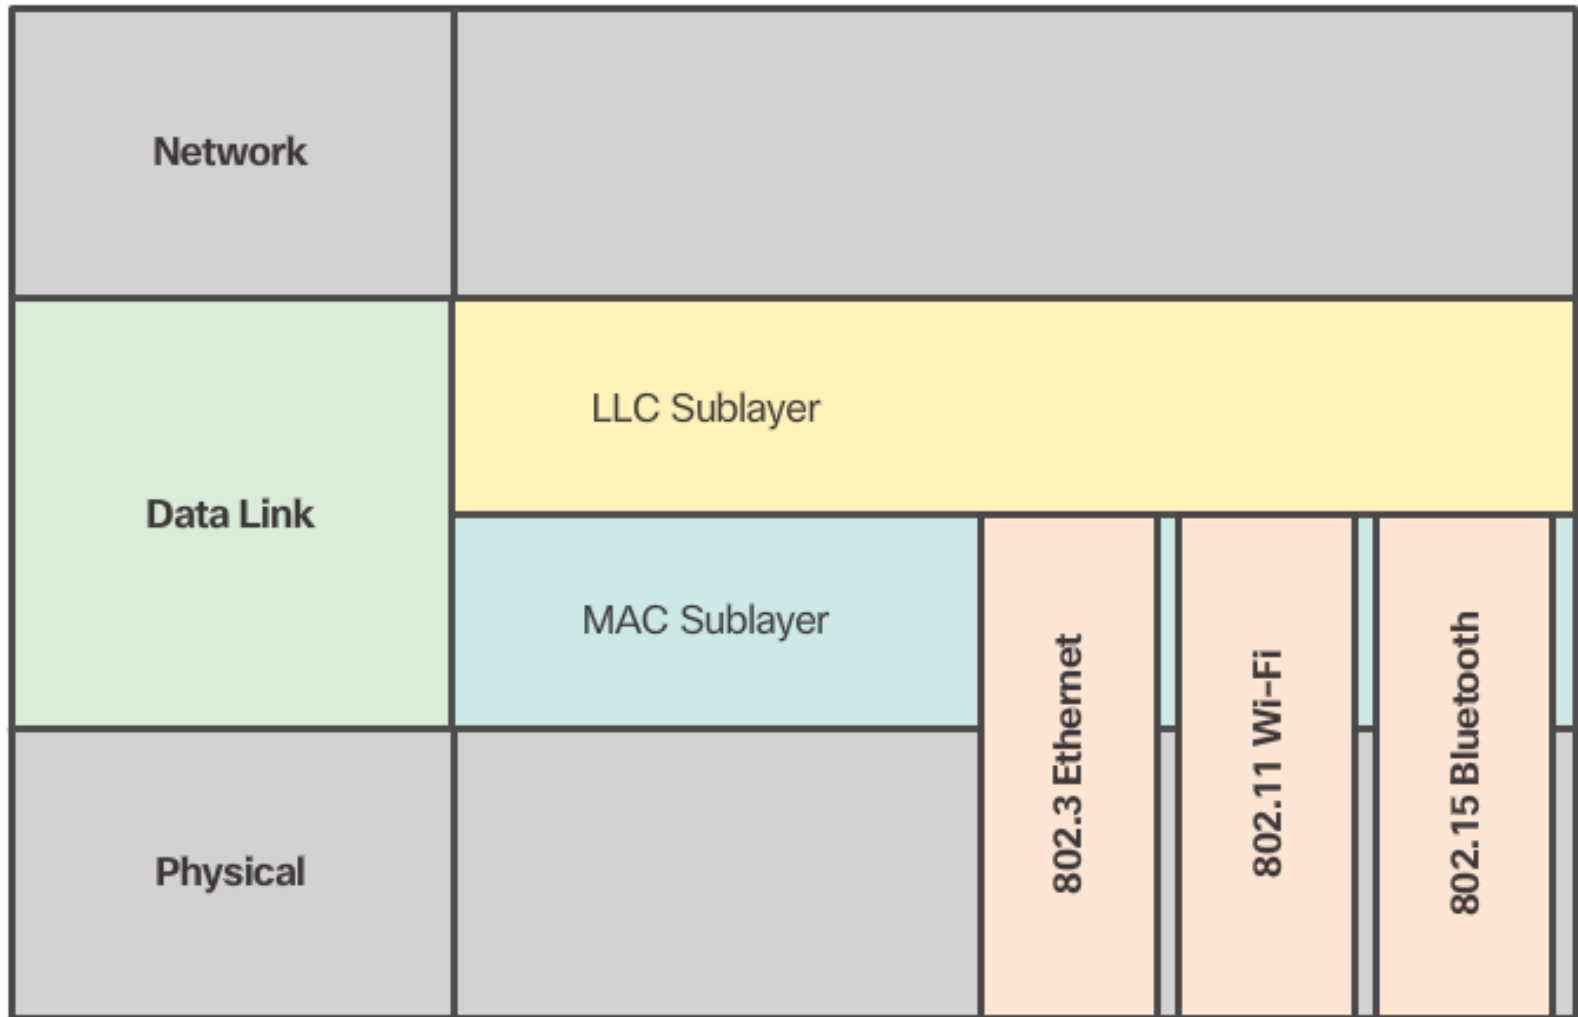 Network
LLC Sublayer
Data Link
MAC Sublayer
802.3 Ethernet
802.11 Wi-Fi
802.15 Bluetooth
Physical